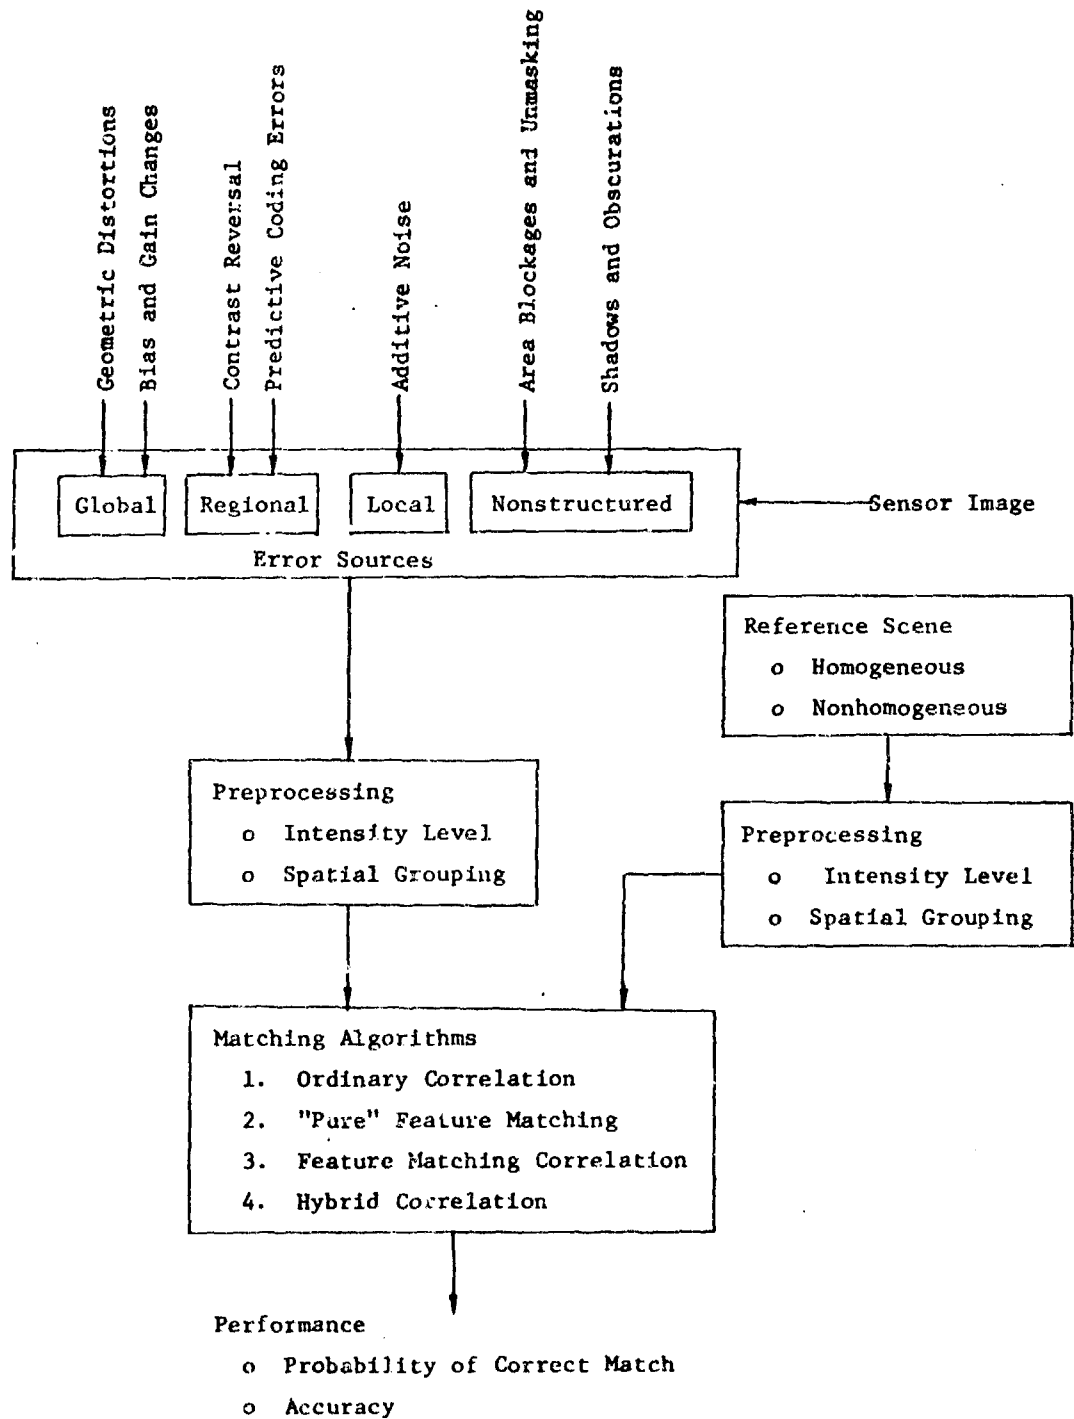 Geometric Distortions
Bias and Gain Changes
Contrast Reversal
Predictive Coding Errors
Additive Noise
Area Blockages and Unmasking
Shadows and Obscurations
Global
Regional
Local
Nonstructured
Error Sources
Sensor Image
Reference Scene
o Homogeneous
o Nonhomogeneous
Preprocessing
o Intensity Level
o Spatial Grouping
Preprocessing
o Intensity Level
o Spatial Grouping
Matching Algorithms
1. Ordinary Correlation
2. "Pure" Feature Matching
3. Feature Matching Correlation
4. Hybrid Correlation
Performance
o Probability of Correct Match
o Accuracy